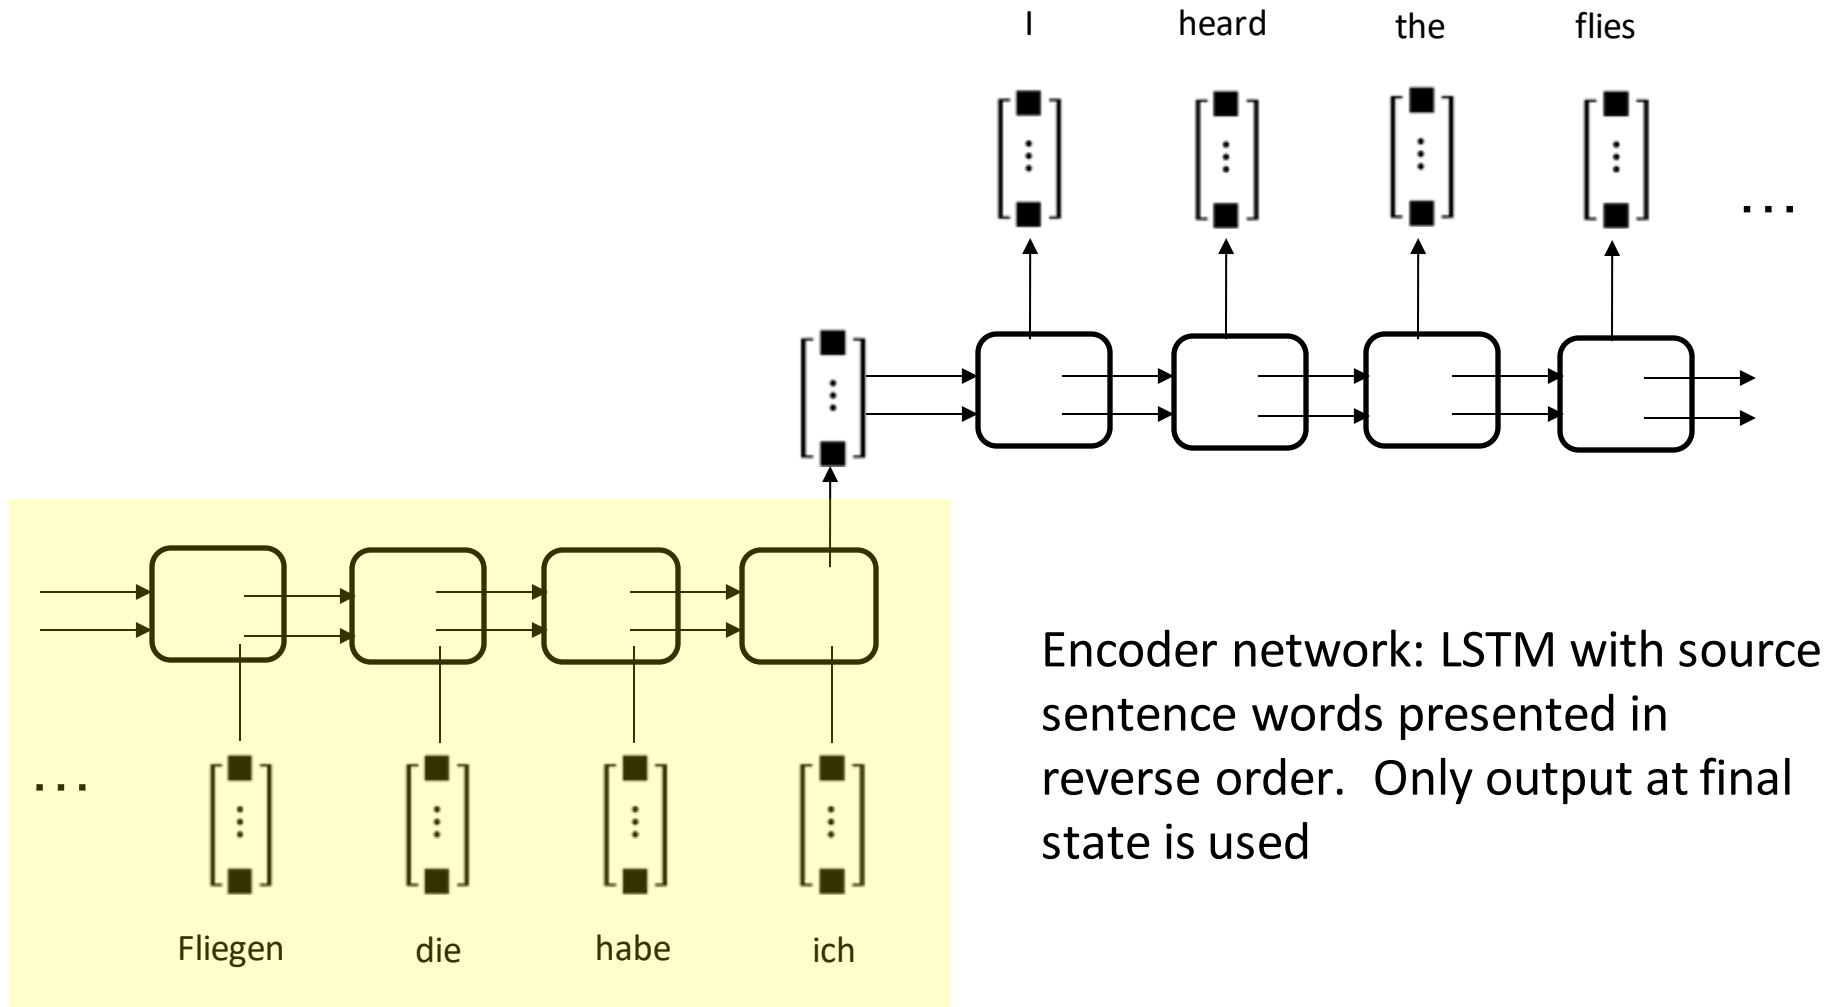 I heard the flies
...
Encoder network: LSTM with source
sentence words presented in
reverse order.  Only output at final
state is used
...
Fliegen die habe ich